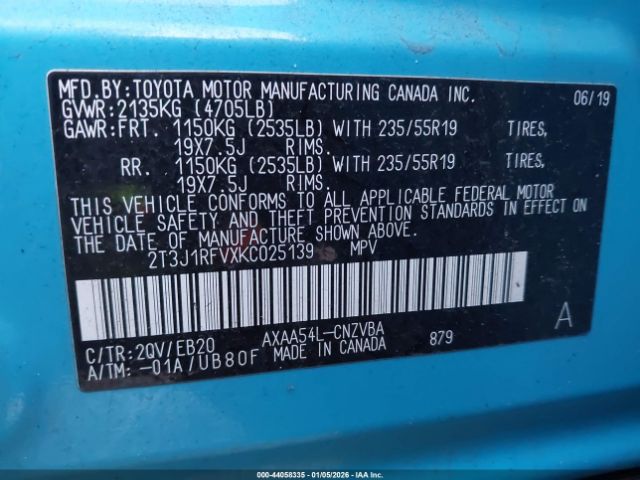 MFD.BY:TOYOTA MOTOR MANUFACTURING CANADA INC. 06/19
GVWR:2135KG (4705LB)
GAWR:FRT. 1150KG (2535LB) WITH 235/55R19 TIRES,
19X7.5J RIMS.
RR. 1150KG (2535LB) WITH 235/55R19 TIRES,
19X7.5J RIMS.
THIS VEHICLE CONFORMS TO ALL APPLICABLE FEDERAL MOTOR
VEHICLE SAFETY AND THEFT PREVENTION STANDARDS IN EFFECT ON
THE DATE OF MANUFACTURE SHOWN ABOVE.
2T3J1RFVXKC025139 MPV
A
C/TR:2QV/EB20 AXAA54L-CNZVBA 879
A/TM:-01A/UB80F MADE IN CANADA
000-44058335 - 01/05/2026 - IAA INC.